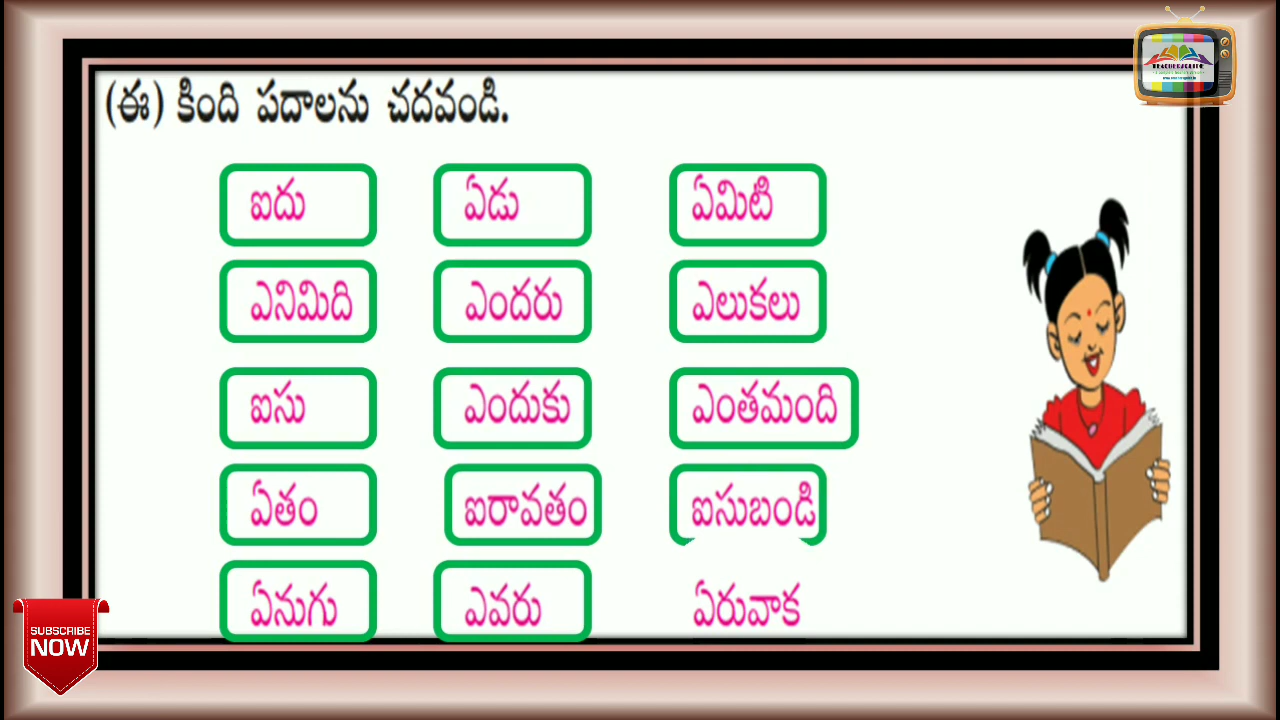 (ఈ) కింది పదాలను చదవండి.
ఐదు ఏడు ఏమిటి
ఎనిమిది ఎందరు ఎలుకలు
ఐసు ఎందుకు ఎంతమంది
ఏతం ఐరావతం ఐసుబండి
ఏనుగు ఎవరు ఏరువాక
SUBSCRIBE
NOW